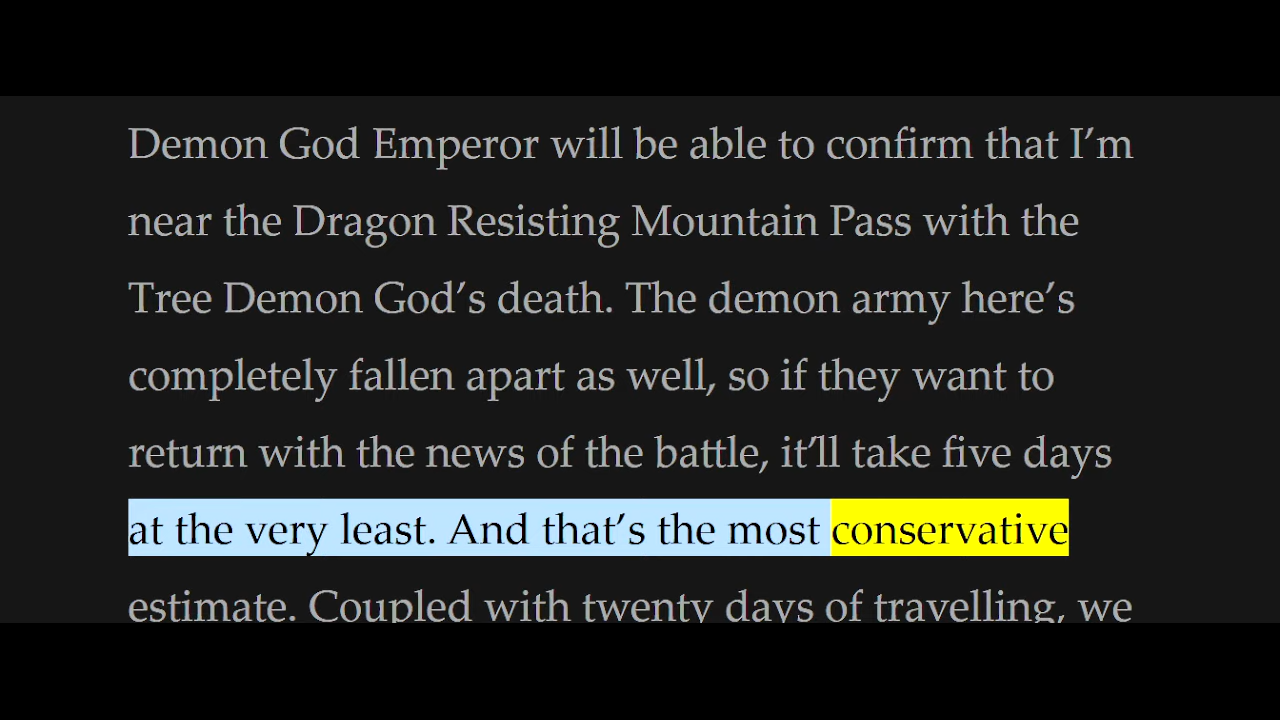 Demon God Emperor will be able to confirm that I’m
near the Dragon Resisting Mountain Pass with the
Tree Demon God’s death. The demon army here’s
completely fallen apart as well, so if they want to
return with the news of the battle, it’ll take five days
at the very least. And that’s the most conservative
estimate. Coupled with twenty days of travelling, we